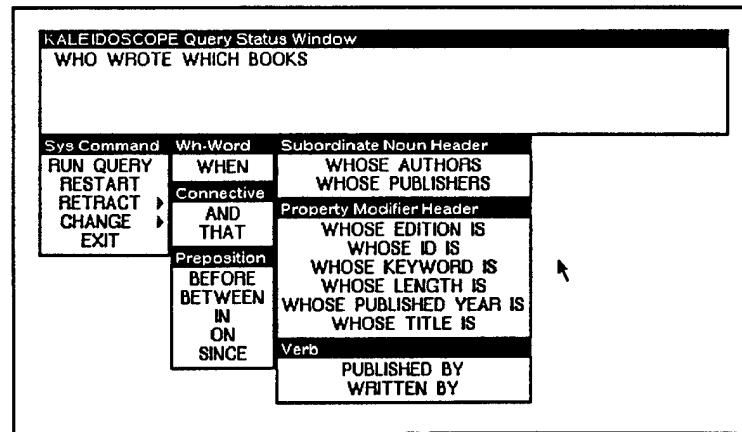 KALEIDOSCOPE Query Status Window
WHO WROTE WHICH BOOKS
Sys Command
RUN QUERY
RESTART
RETRACT
CHANGE
EXIT
Wh-Word
WHEN
Connective
AND
THAT
Preposition
BEFORE
BETWEEN
IN
ON
SINCE
Subordinate Noun Header
WHOSE AUTHORS
WHOSE PUBLISHERS
Property Modifier Header
WHOSE EDITION IS
WHOSE ID IS
WHOSE KEYWORD IS
WHOSE LENGTH IS
WHOSE PUBLISHED YEAR IS
WHOSE TITLE IS
Verb
PUBLISHED BY
WRITTEN BY